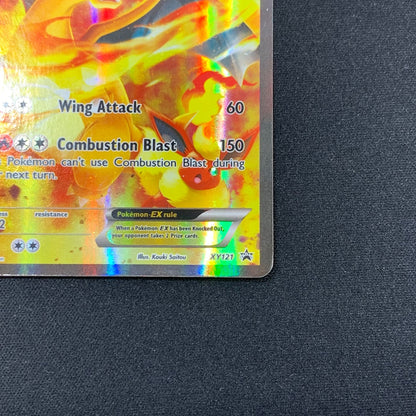 Wing Attack 60
Combustion Blast 150
Pokémon can't use Combustion Blast during
next turn.
resistance
2
Pokémon-EX rule
When a Pokémon-EX has been Knocked Out,
your opponent takes 2 Prize cards.
Illus. Kouki Saitou XY121